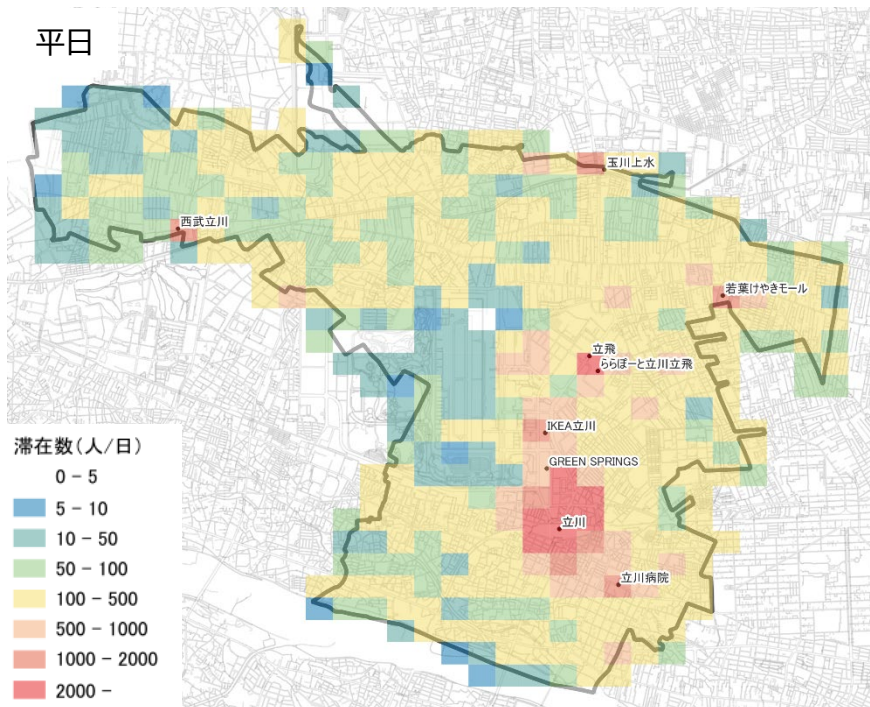 平日
玉川上水
西武立川
若葉けやきモール
立飛
ららぽーと立川立飛
IKEA立川
GREEN SPRINGS
立川
立川病院
滞在数(人/日)
0 - 5
5 - 10
10 - 50
50 - 100
100 - 500
500 - 1000
1000 - 2000
2000 -